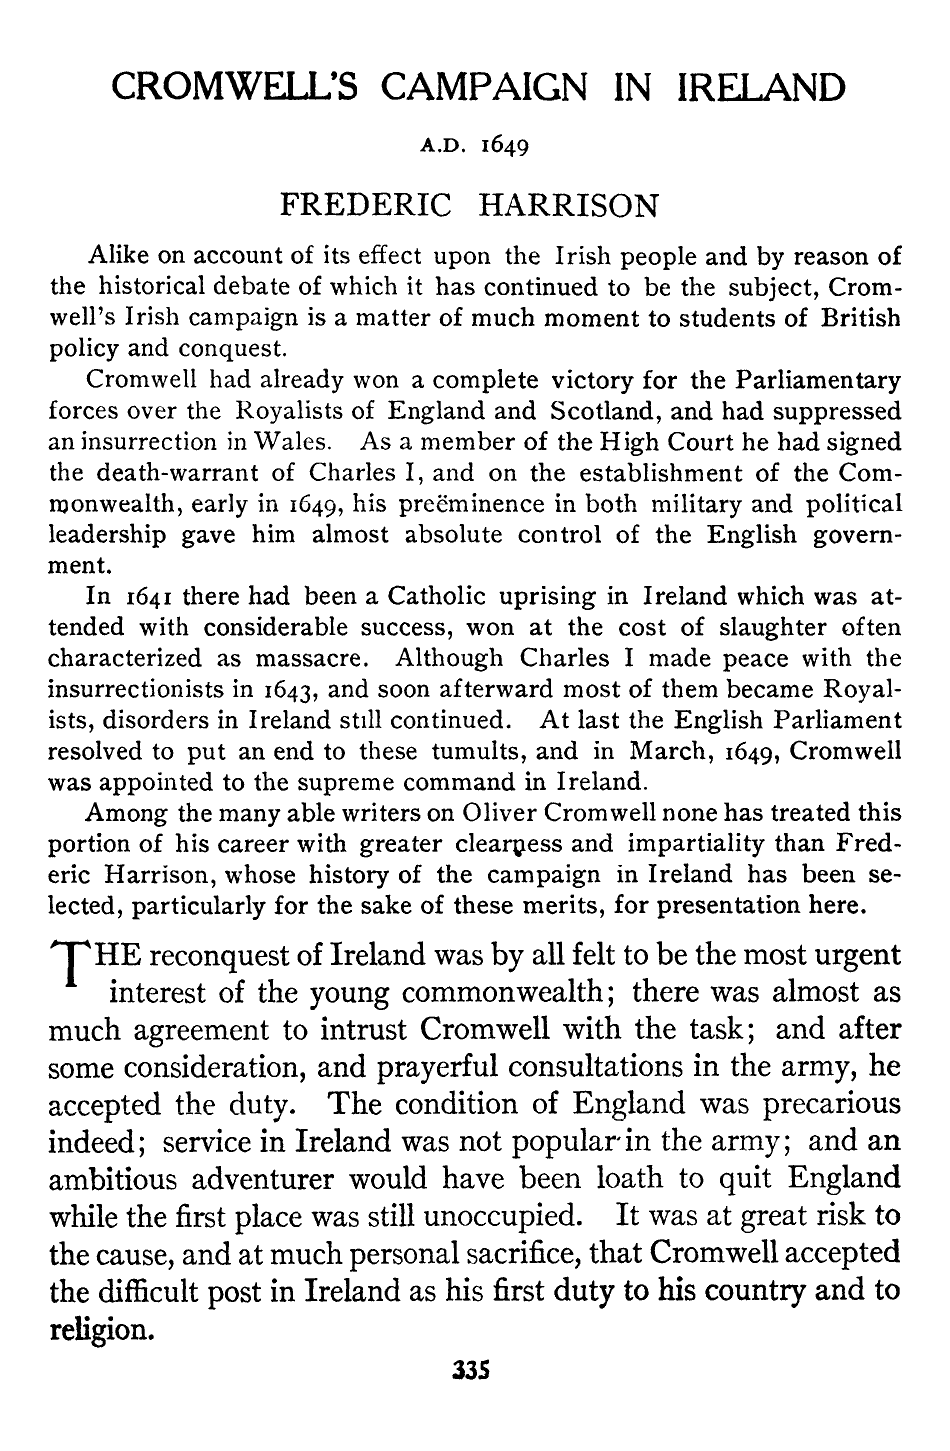 CROMWELL'S CAMPAIGN IN IRELAND
A.D. 1649
FREDERIC HARRISON
Alike on account of its effect upon the Irish people and by reason of
the historical debate of which it has continued to be the subject, Crom-
well's Irish campaign is a matter of much moment to students of British
policy and conquest.
Cromwell had already won a complete victory for the Parliamentary
forces over the Royalists of England and Scotland, and had suppressed
an insurrection in Wales. As a member of the High Court he had signed
the death-warrant of Charles I, and on the establishment of the Com-
monwealth, early in 1649, his preëminence in both military and political
leadership gave him almost absolute control of the English govern-
ment.
In 1641 there had been a Catholic uprising in Ireland which was at-
tended with considerable success, won at the cost of slaughter often
characterized as massacre. Although Charles I made peace with the
insurrectionists in 1643, and soon afterward most of them became Royal-
ists, disorders in Ireland still continued. At last the English Parliament
resolved to put an end to these tumults, and in March, 1649, Cromwell
was appointed to the supreme command in Ireland.
Among the many able writers on Oliver Cromwell none has treated this
portion of his career with greater clearness and impartiality than Fred-
eric Harrison, whose history of the campaign in Ireland has been se-
lected, particularly for the sake of these merits, for presentation here.
THE reconquest of Ireland was by all felt to be the most urgent
interest of the young commonwealth; there was almost as
much agreement to intrust Cromwell with the task; and after
some consideration, and prayerful consultations in the army, he
accepted the duty. The condition of England was precarious
indeed; service in Ireland was not popular in the army; and an
ambitious adventurer would have been loath to quit England
while the first place was still unoccupied. It was at great risk to
the cause, and at much personal sacrifice, that Cromwell accepted
the difficult post in Ireland as his first duty to his country and to
religion.
335